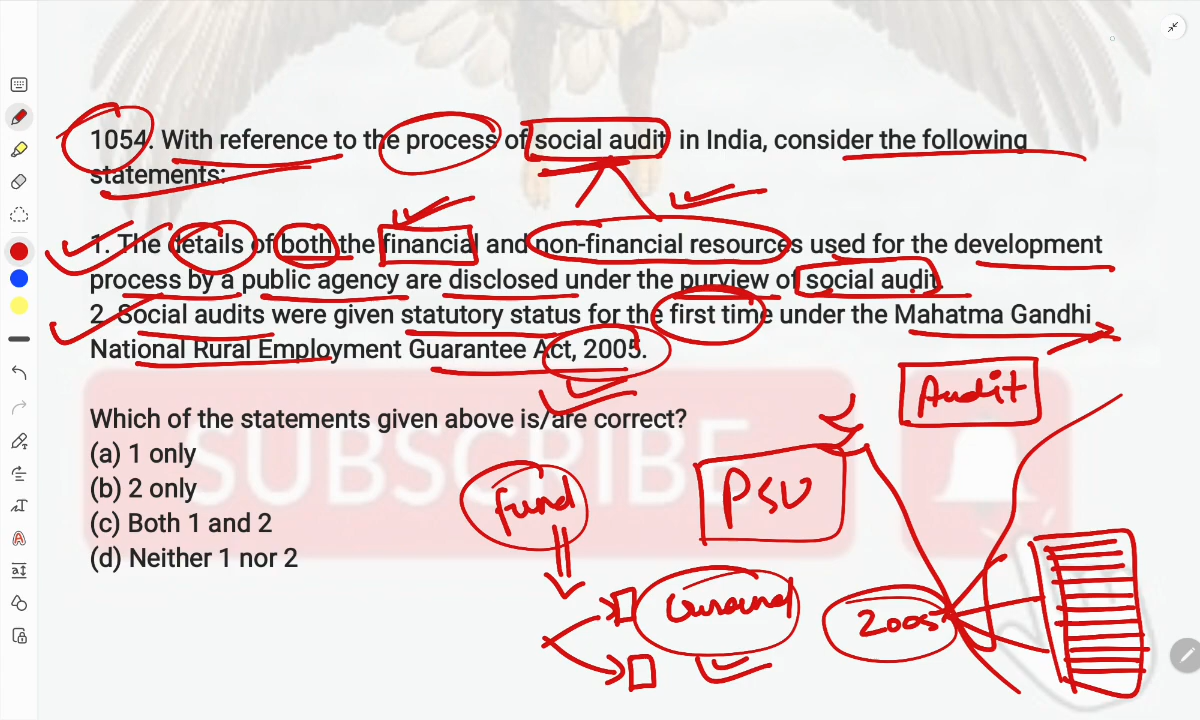 1054. With reference to the process of social audit in India, consider the following
statements:
1. The details of both the financial and non-financial resources used for the development
process by a public agency are disclosed under the purview of social audit.
2. Social audits were given statutory status for the first time under the Mahatma Gandhi
National Rural Employment Guarantee Act, 2005.
Audit
Which of the statements given above is/are correct?
(a) 1 only
(b) 2 only
(c) Both 1 and 2
(d) Neither 1 nor 2
SUBSCRIBE
fund
PSU
2005